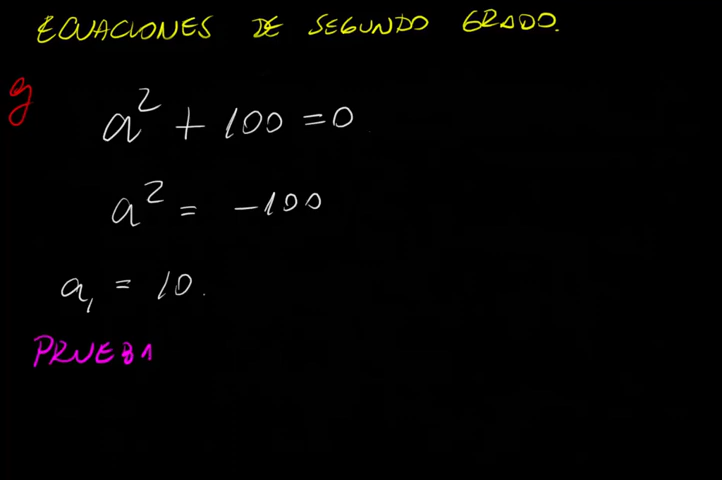 ECUACIONES DE SEGUNDO GRADO.
g
a² + 100 = 0
a² = -100
a₁ = 10.
PRUEBA